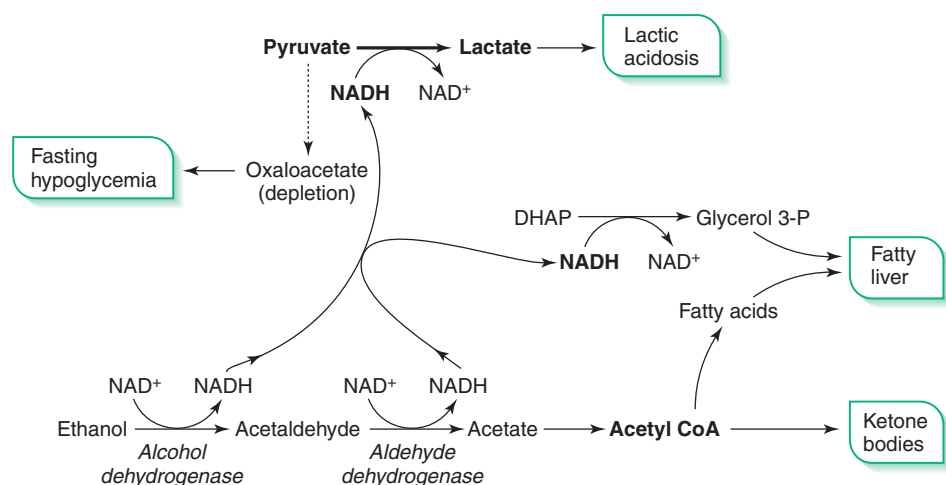 Lactic
acidosis
Pyruvate
Lactate
NADH
NAD+
Fasting
hypoglycemia
Oxaloacetate
(depletion)
DHAP
Glycerol 3-P
NADH
NAD+
Fatty
liver
Fatty acids
NAD+
NADH
NAD+
NADH
Ethanol
Acetaldehyde
Acetate
Acetyl CoA
Ketone
bodies
Alcohol
dehydrogenase
Aldehyde
dehydrogenase